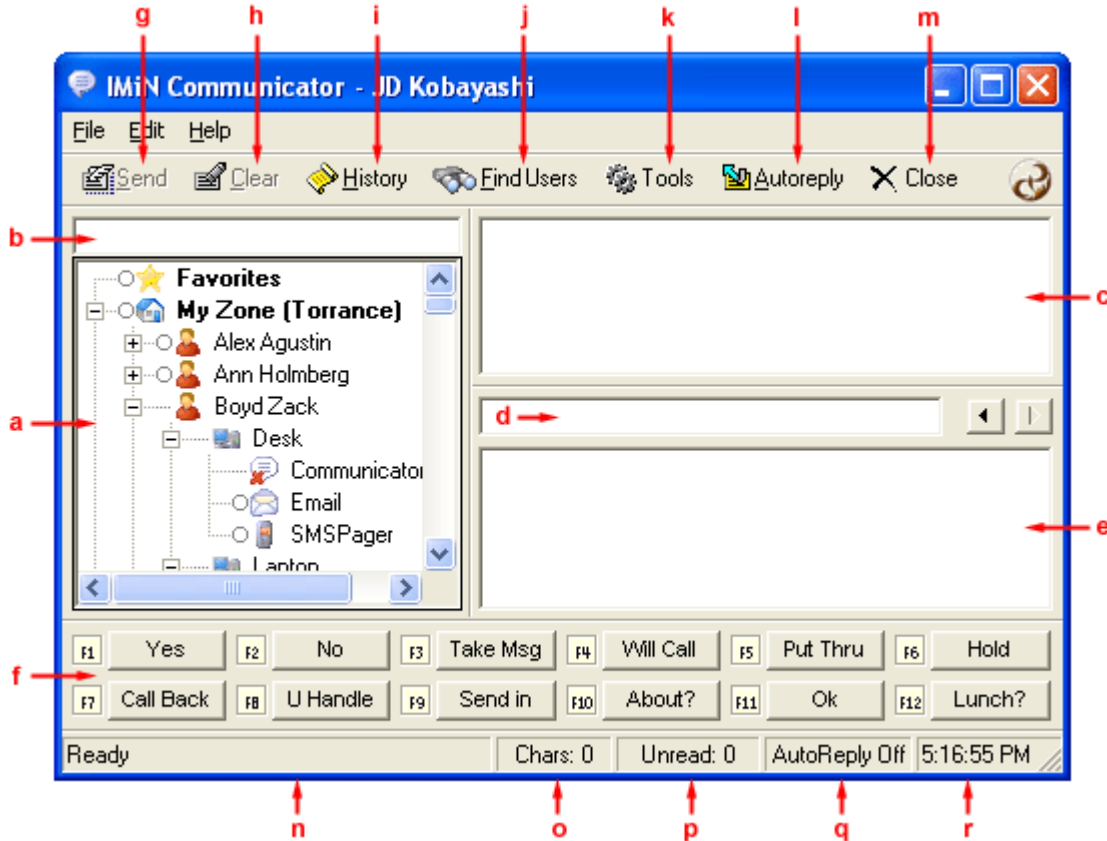 g h i j k l m
IMiN Communicator - JD Kobayashi
File Edit Help
Send Clear History Find Users Tools Autoreply Close
b
Favorites
My Zone (Torrance)
Alex Agustin
Ann Holmberg
Boyd Zack
Desk
Communicator
Email
SMSPager
Laptop
a
c
d
e
F1 Yes F2 No F3 Take Msg F4 Will Call F5 Put Thru F6 Hold
f
F7 Call Back F8 U Handle F9 Send in F10 About? F11 Ok F12 Lunch?
Ready Chars: 0 Unread: 0 AutoReply Off 5:16:55 PM
n o p q r